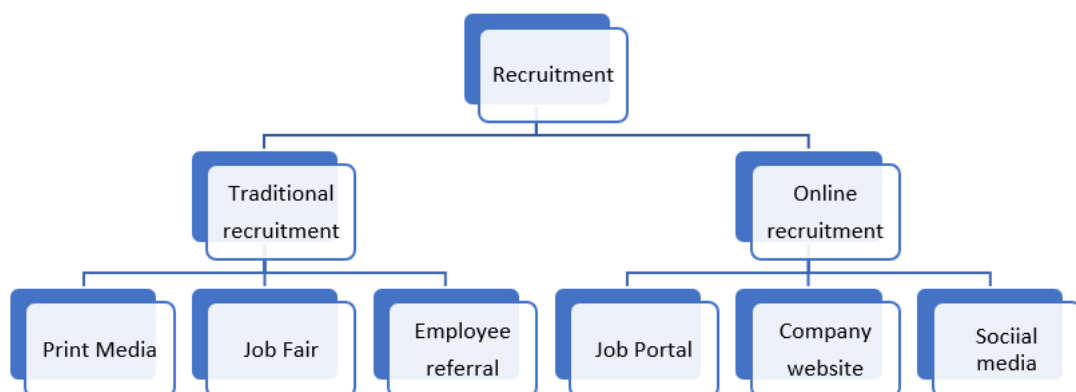 Recruitment
Traditional
recruitment
Online
recruitment
Print Media
Job Fair
Employee
referral
Job Portal
Company
website
Sociial
media